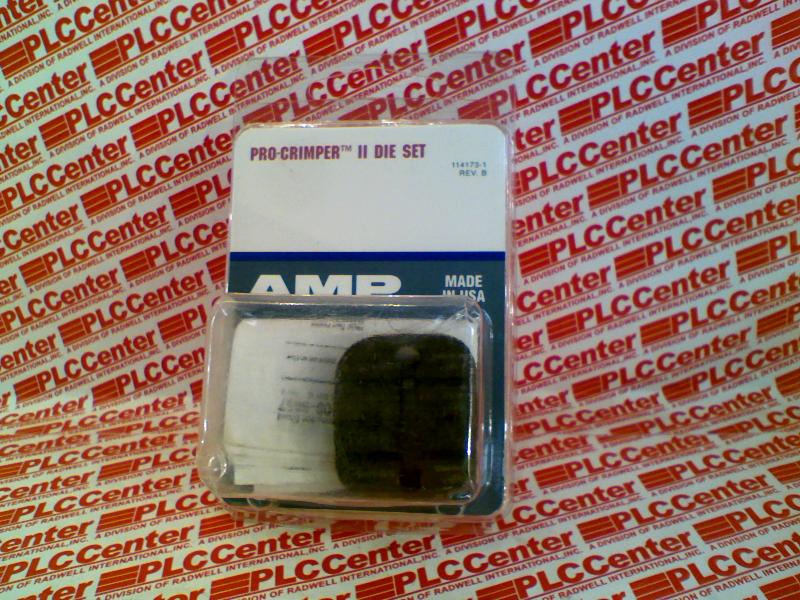 PRO-CRIMPER™ II DIE SET
114173-1
REV. B
AMP
MADE
IN USA
PLCCenter
A DIVISION OF RADWELL INTERNATIONAL, INC.